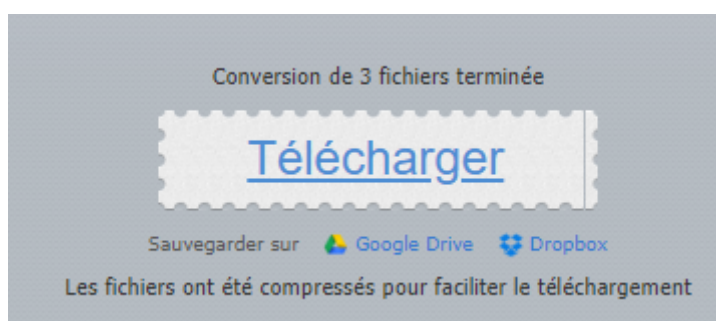 Conversion de 3 fichiers terminée
Télécharger
Sauvegarder sur Google Drive Dropbox
Les fichiers ont été compressés pour faciliter le téléchargement